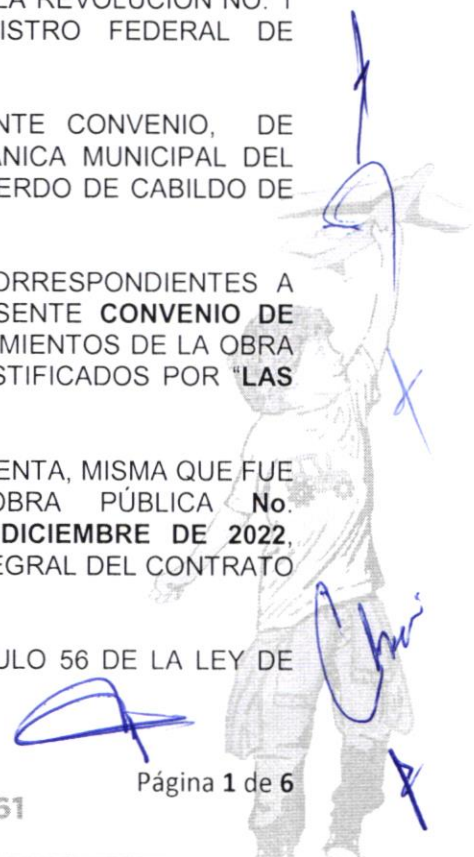 LA REVOLUCIÓN NO. 1
ISTRO FEDERAL DE
NTE CONVENIO, DE
ÁNICA MUNICIPAL DEL
ERDO DE CABILDO DE
ORRESPONDIENTES A
SENTE CONVENIO DE
MIENTOS DE LA OBRA
STIFICADOS POR "LAS
ENTA, MISMA QUE FUE
OBRA PÚBLICA No.
DICIEMBRE DE 2022,
EGRAL DEL CONTRATO
ULO 56 DE LA LEY DE
Página 1 de 6
61